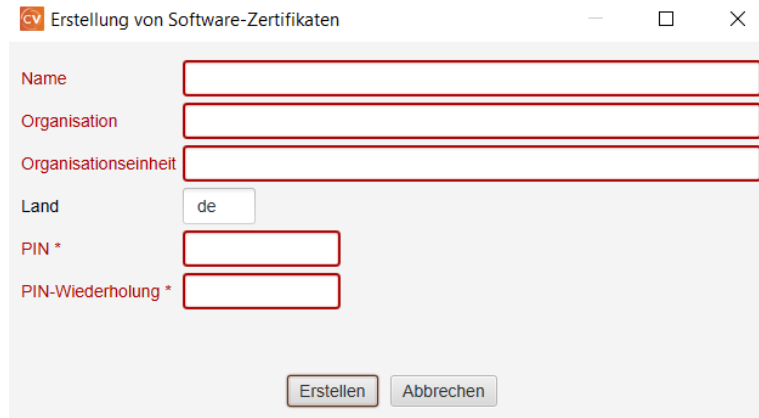 CV Erstellung von Software-Zertifikaten
Name
Organisation
Organisationseinheit
Land de
PIN *
PIN-Wiederholung *
Erstellen Abbrechen